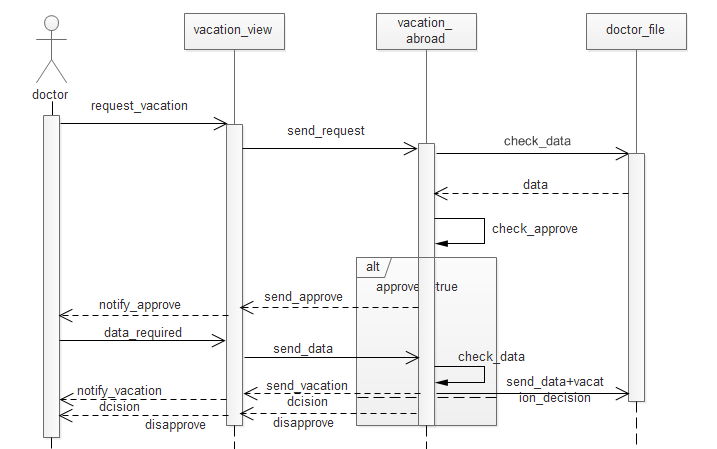 vacation_view
vacation_
abroad
doctor_file
doctor
request_vacation
send_request
check_data
data
check_approve
alt
approve true
send_approve
notify_approve
data_required
send_data
check_data
send_data+vacat
ion_decision
send_vacation
dcision
notify_vacation
dcision
disapprove
disapprove